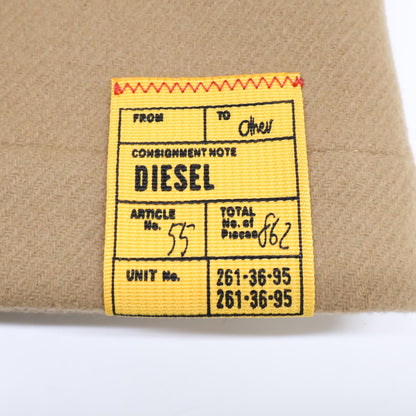 FROM
TO
Other
CONSIGNMENT NOTE
DIESEL
ARTICLE
No. 55
TOTAL
No. of
Pieces 862
UNIT No.
261-36-95
261-36-95